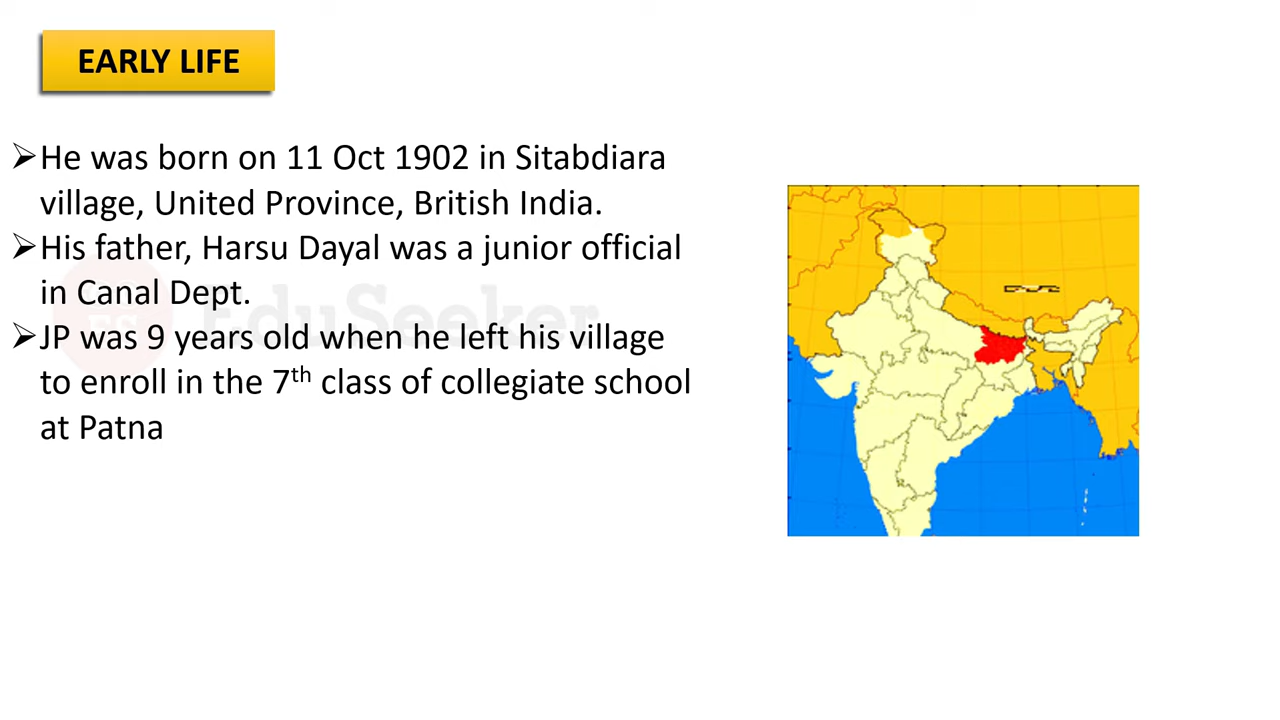 EARLY LIFE
➢He was born on 11 Oct 1902 in Sitabdiara
village, United Province, British India.
➢His father, Harsu Dayal was a junior official
in Canal Dept.
➢JP was 9 years old when he left his village
to enroll in the 7th class of collegiate school
at Patna
ES EduSeeker